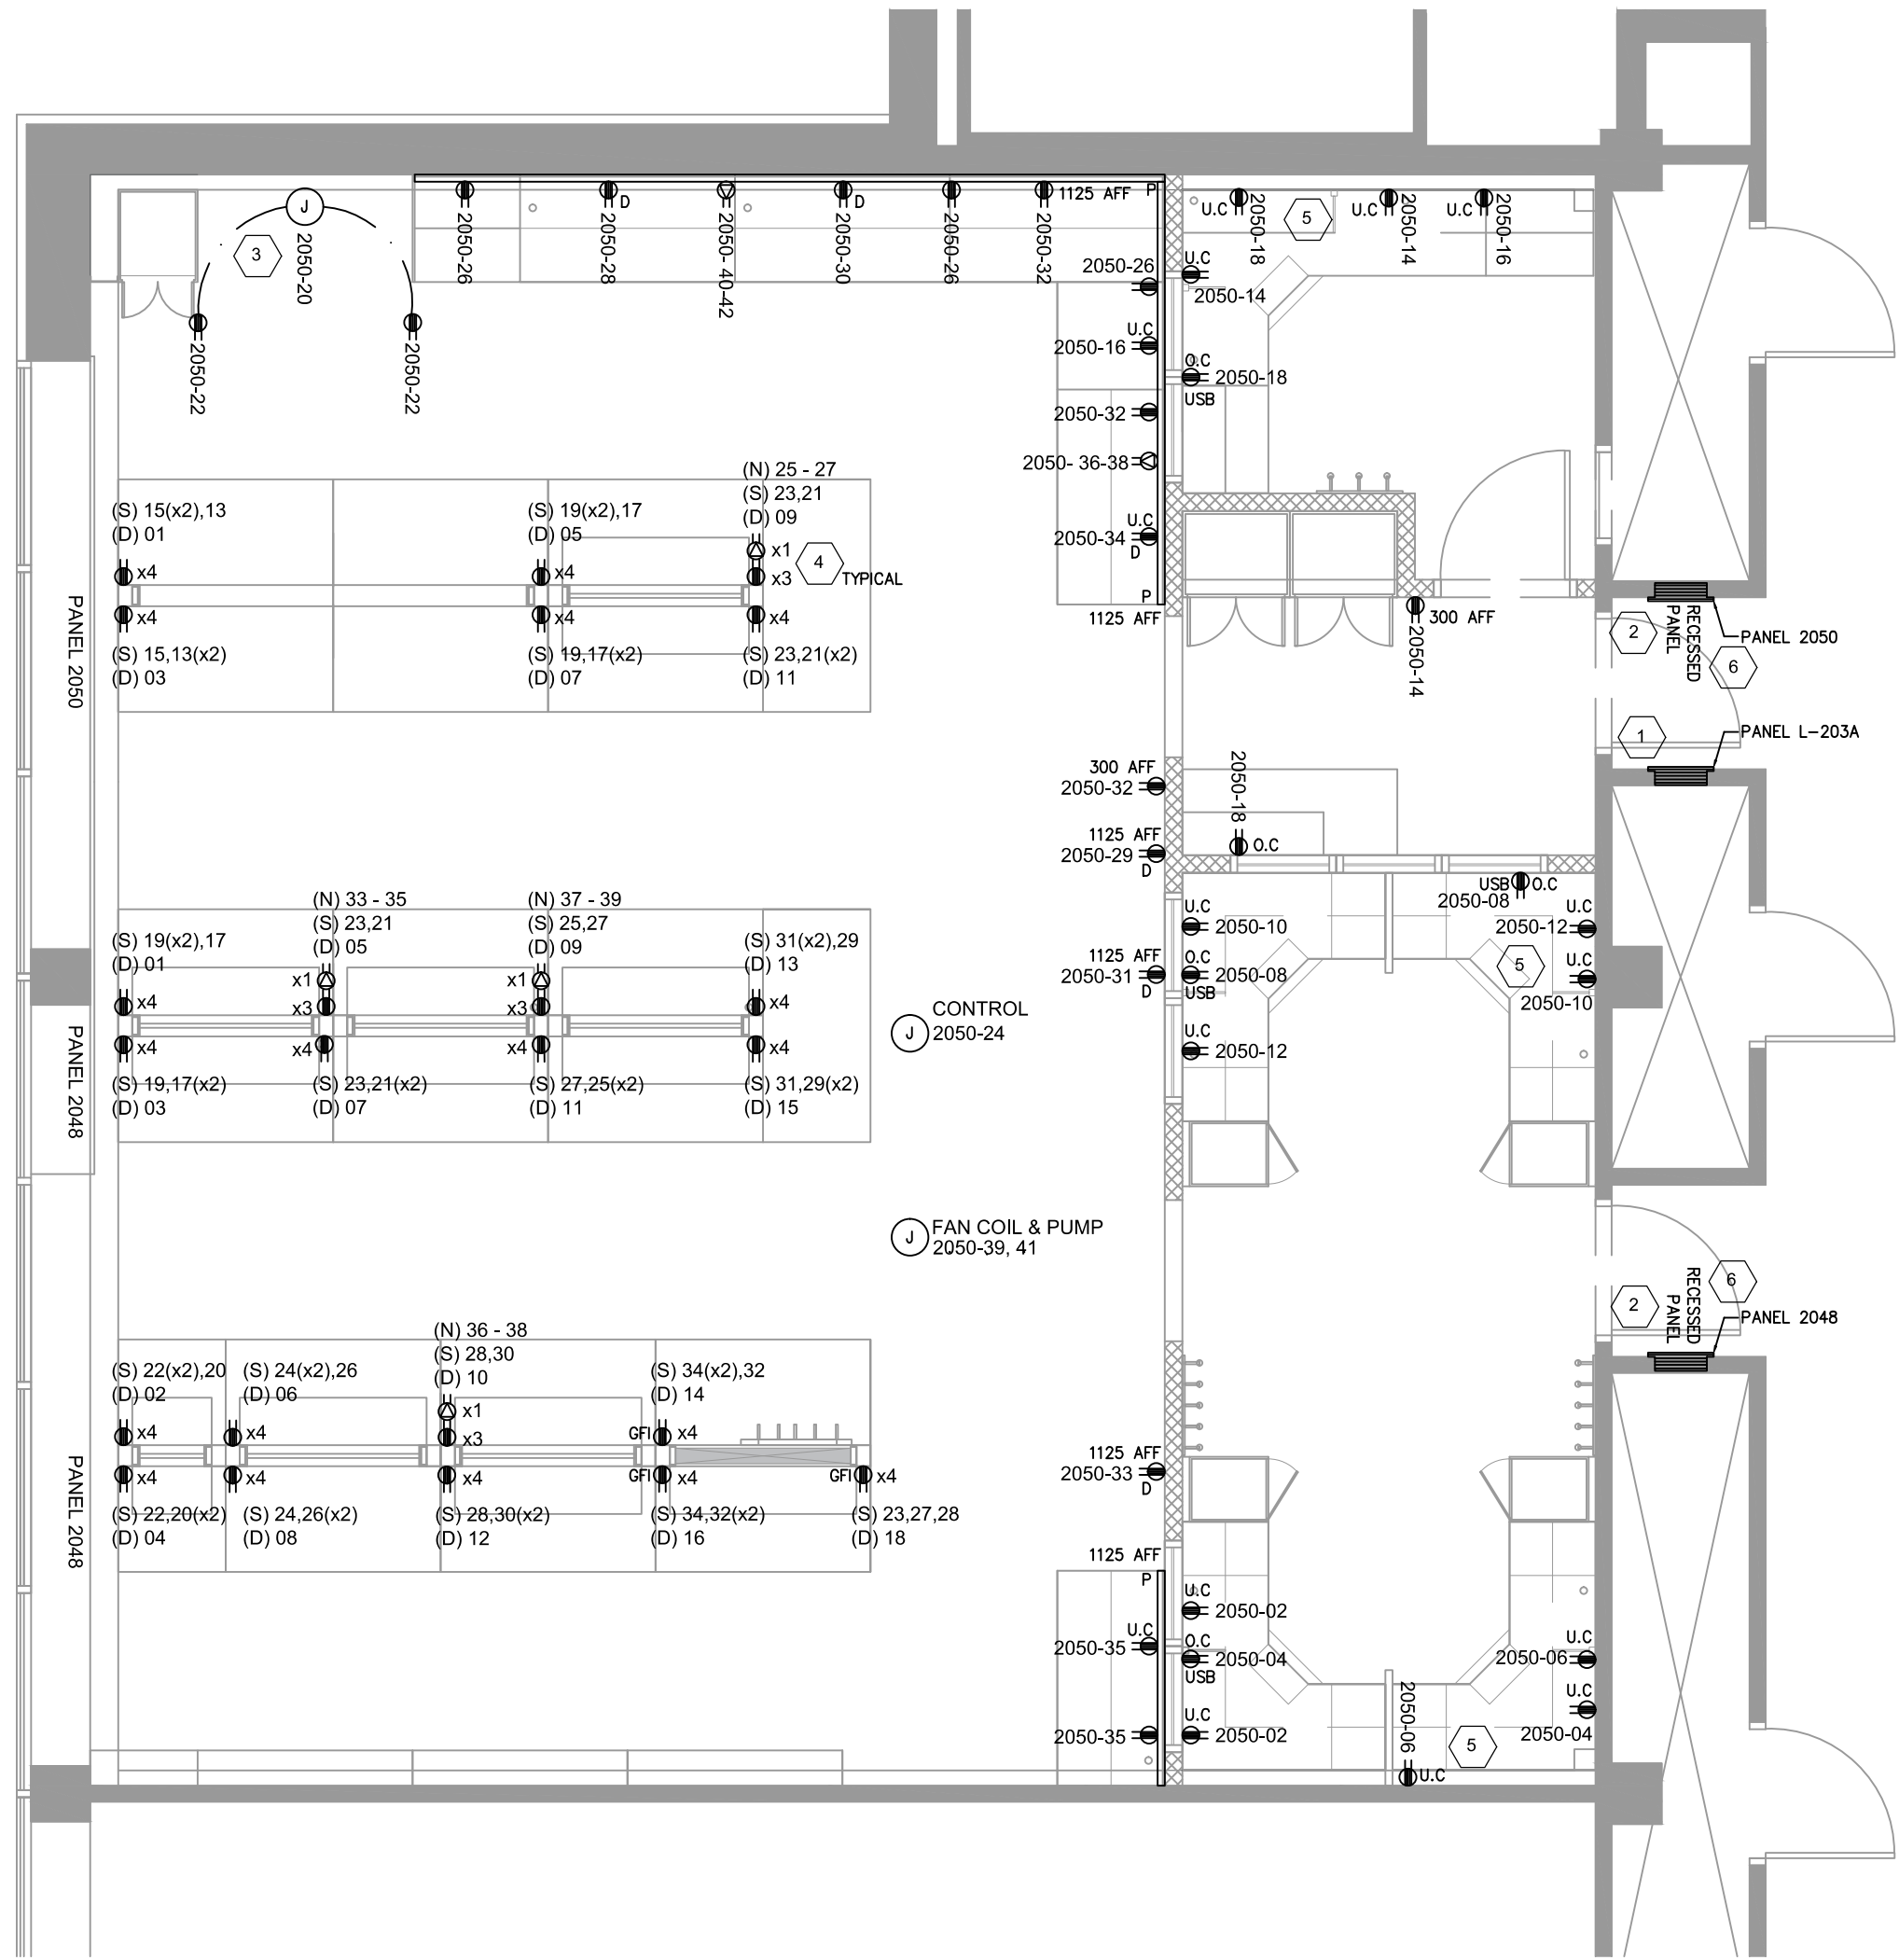 J
2050-20
3
2050-22
2050-22
2050-26
2050-28
D
2050- 40-42
2050-30
D
2050-26
2050-32
1125 AFF P
2050-18
U.C
5
2050-14
U.C
2050-16
U.C
2050-26
U.C
2050-14
U.C
2050-16
O.C
2050-18
USB
2050-32
2050- 36-38
U.C
2050-34
D
P
1125 AFF
(N) 25 - 27
(S) 23,21
(D) 09
(S) 15(x2),13
(D) 01
(S) 19(x2),17
(D) 05
x1
x4
x4
x3
4
TYPICAL
x4
x4
x4
(S) 15,13(x2)
(D) 03
(S) 19,17(x2)
(D) 07
(S) 23,21(x2)
(D) 11
PANEL 2050
300 AFF
2050-14
2
RECESSED
PANEL
PANEL 2050
6
1
PANEL L-203A
300 AFF
2050-32
2050-18
O.C
1125 AFF
2050-29
D
USB
O.C
2050-08
U.C
2050-10
U.C
2050-12
1125 AFF
2050-31
D
O.C
2050-08
USB
5
U.C
2050-10
U.C
2050-12
(N) 33 - 35
(S) 23,21
(D) 05
(N) 37 - 39
(S) 25,27
(D) 09
(S) 19(x2),17
(D) 01
(S) 31(x2),29
(D) 13
x1
x1
x4
x3
x3
x4
x4
x4
x4
x4
(S) 19,17(x2)
(D) 03
(S) 23,21(x2)
(D) 07
(S) 27,25(x2)
(D) 11
(S) 31,29(x2)
(D) 15
PANEL 2048
CONTROL
J
2050-24
FAN COIL & PUMP
J
2050-39, 41
2
RECESSED
PANEL
6
PANEL 2048
(N) 36 - 38
(S) 28,30
(D) 10
(S) 22(x2),20
(D) 02
(S) 24(x2),26
(D) 06
(S) 34(x2),32
(D) 14
x1
x4
x4
x3
GFI
x4
x4
x4
x4
GFI
x4
GFI
x4
(S) 22,20(x2)
(D) 04
(S) 24,26(x2)
(D) 08
(S) 28,30(x2)
(D) 12
(S) 34,32(x2)
(D) 16
(S) 23,27,28
(D) 18
PANEL 2048
1125 AFF
2050-33
D
1125 AFF
P
U.C
2050-02
U.C
2050-35
O.C
2050-04
USB
U.C
2050-06
U.C
2050-04
2050-35
U.C
2050-02
2050-06
U.C
5